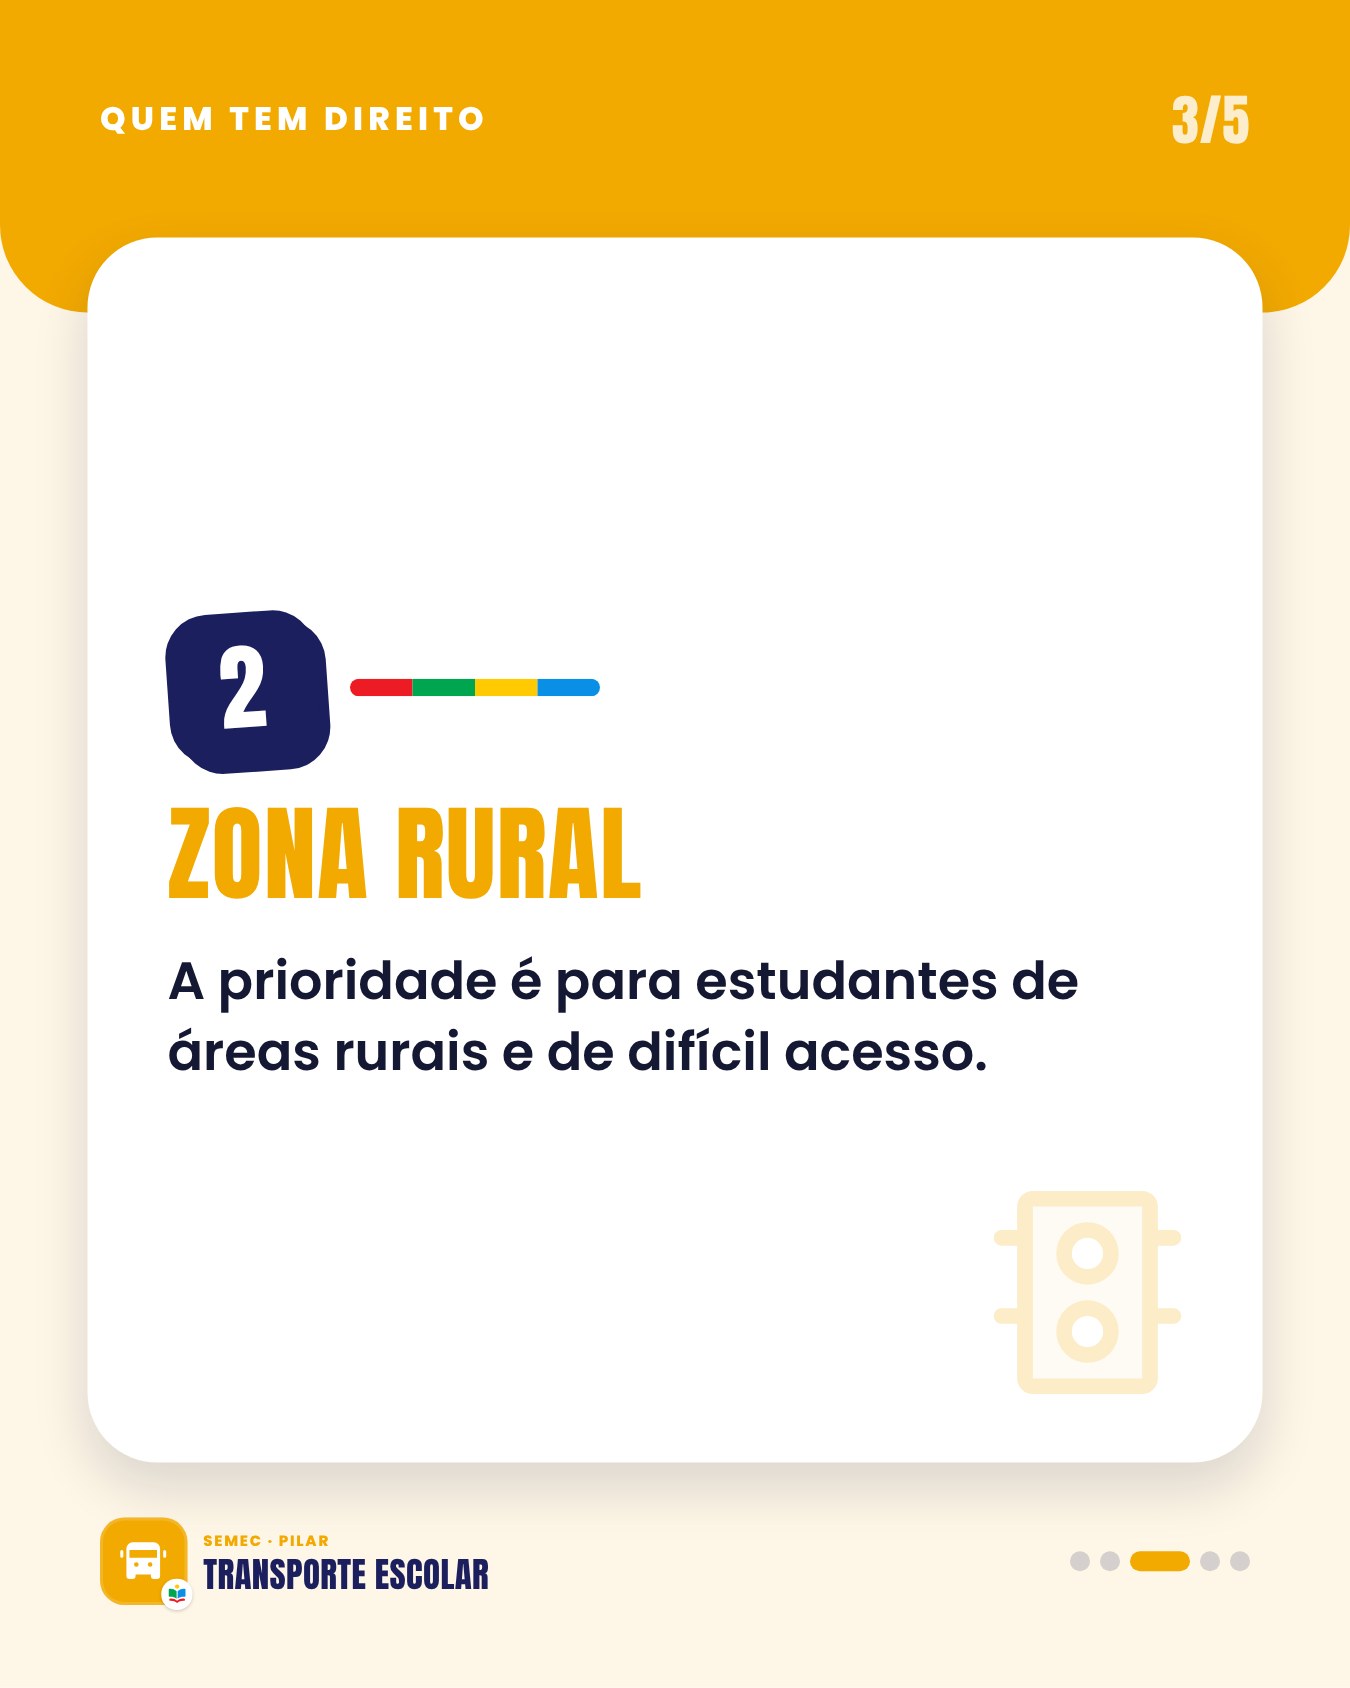 QUEM TEM DIREITO
3/5
2
ZONA RURAL
A prioridade é para estudantes de
áreas rurais e de difícil acesso.
SEMEC · PILAR
TRANSPORTE ESCOLAR